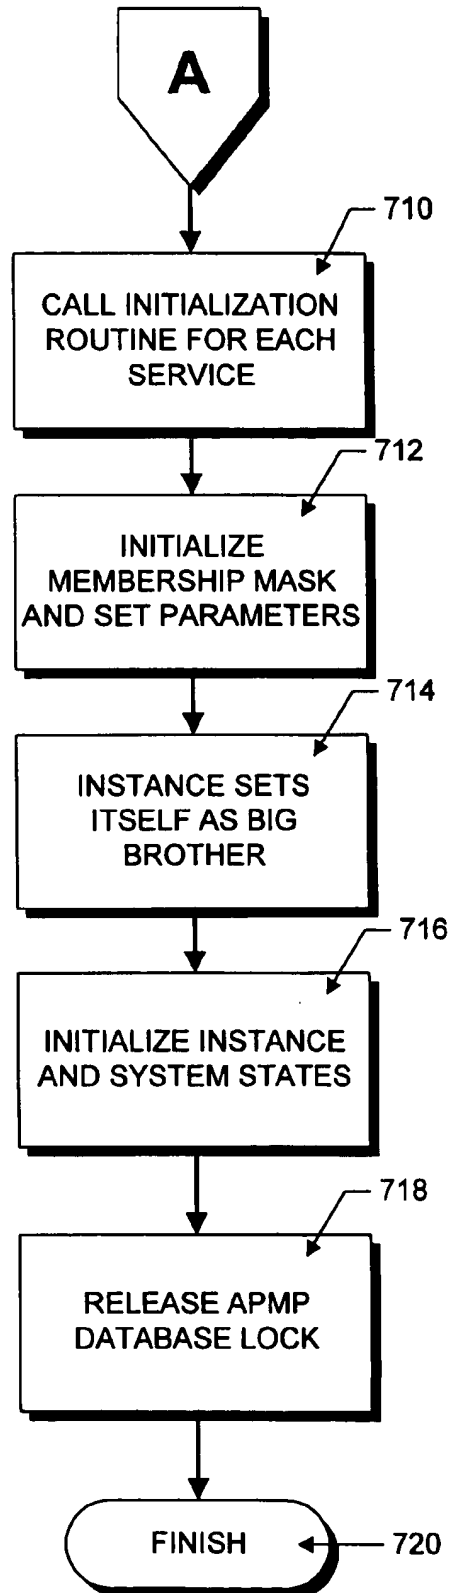 A
710
CALL INITIALIZATION
ROUTINE FOR EACH
SERVICE
712
INITIALIZE
MEMBERSHIP MASK
AND SET PARAMETERS
714
INSTANCE SETS
ITSELF AS BIG
BROTHER
716
INITIALIZE INSTANCE
AND SYSTEM STATES
718
RELEASE APMP
DATABASE LOCK
FINISH
720